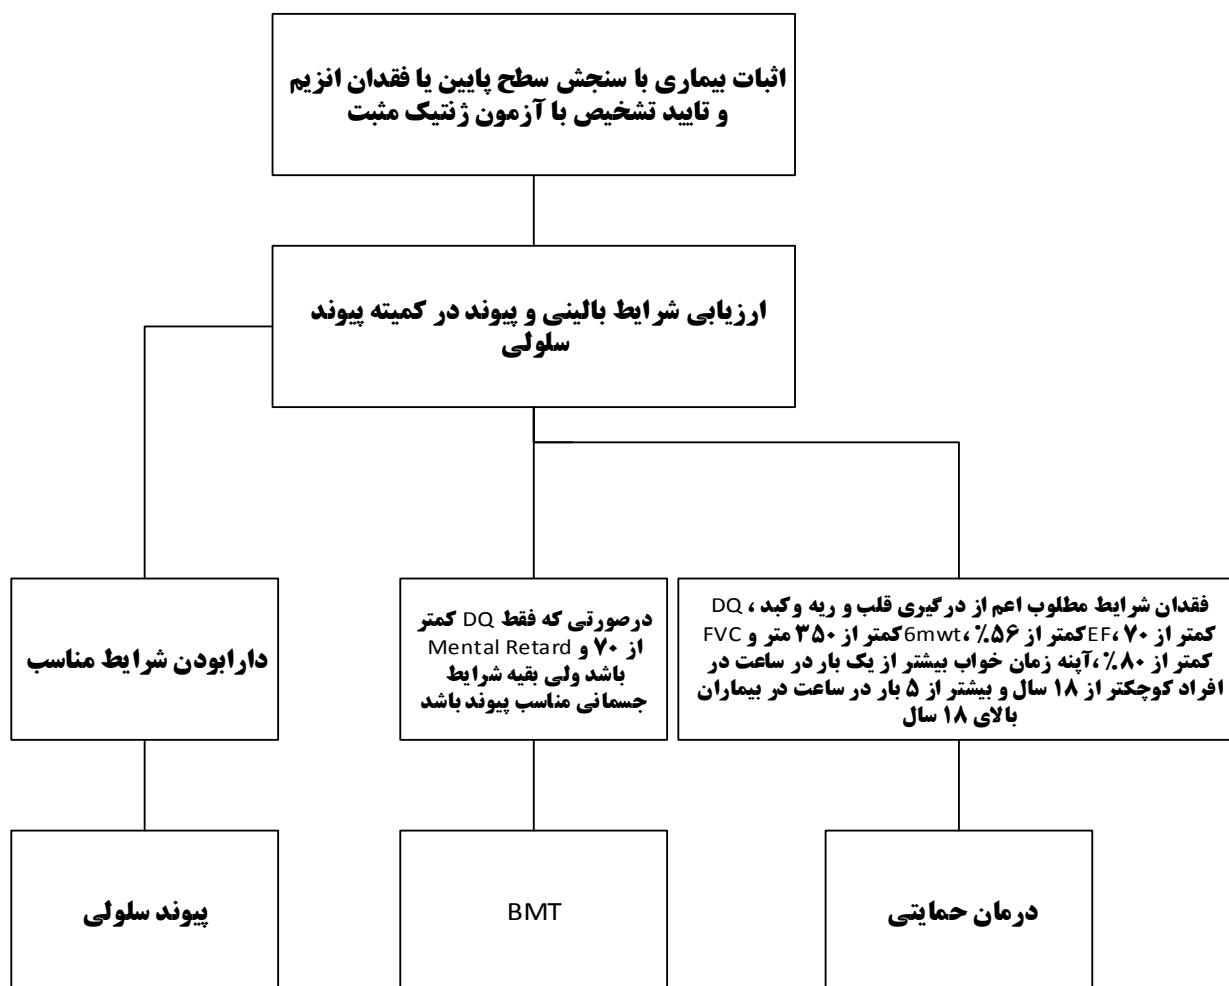 اثبات بیماری با سنجش سطح پایین یا فقدان انزیم
و تایید تشخیص با آزمون ژنتیک مثبت
ارزیابی شرایط بالینی و پیوند در کمیته پیوند
سلولی
فقدان شرایط مطلوب اعم از درگیری قلب و ریه وکبد ، DQ
کمتر از ۷۰ ،EFکمتر از ۵۶٪ ،6mwtکمتر از ۳۵۰ متر و FVC
کمتر از ۸۰٪ ،آپنه زمان خواب بیشتر از یک بار در ساعت در
افراد کوچکتر از ۱۸ سال و بیشتر از ۵ بار در ساعت در بیماران
بالای ۱۸ سال
درصورتی که فقط DQ کمتر
از ۷۰ و Mental Retard
باشد ولی بقیه شرایط
جسمانی مناسب پیوند باشد
دارابودن شرایط مناسب
درمان حمایتی
BMT
پیوند سلولی